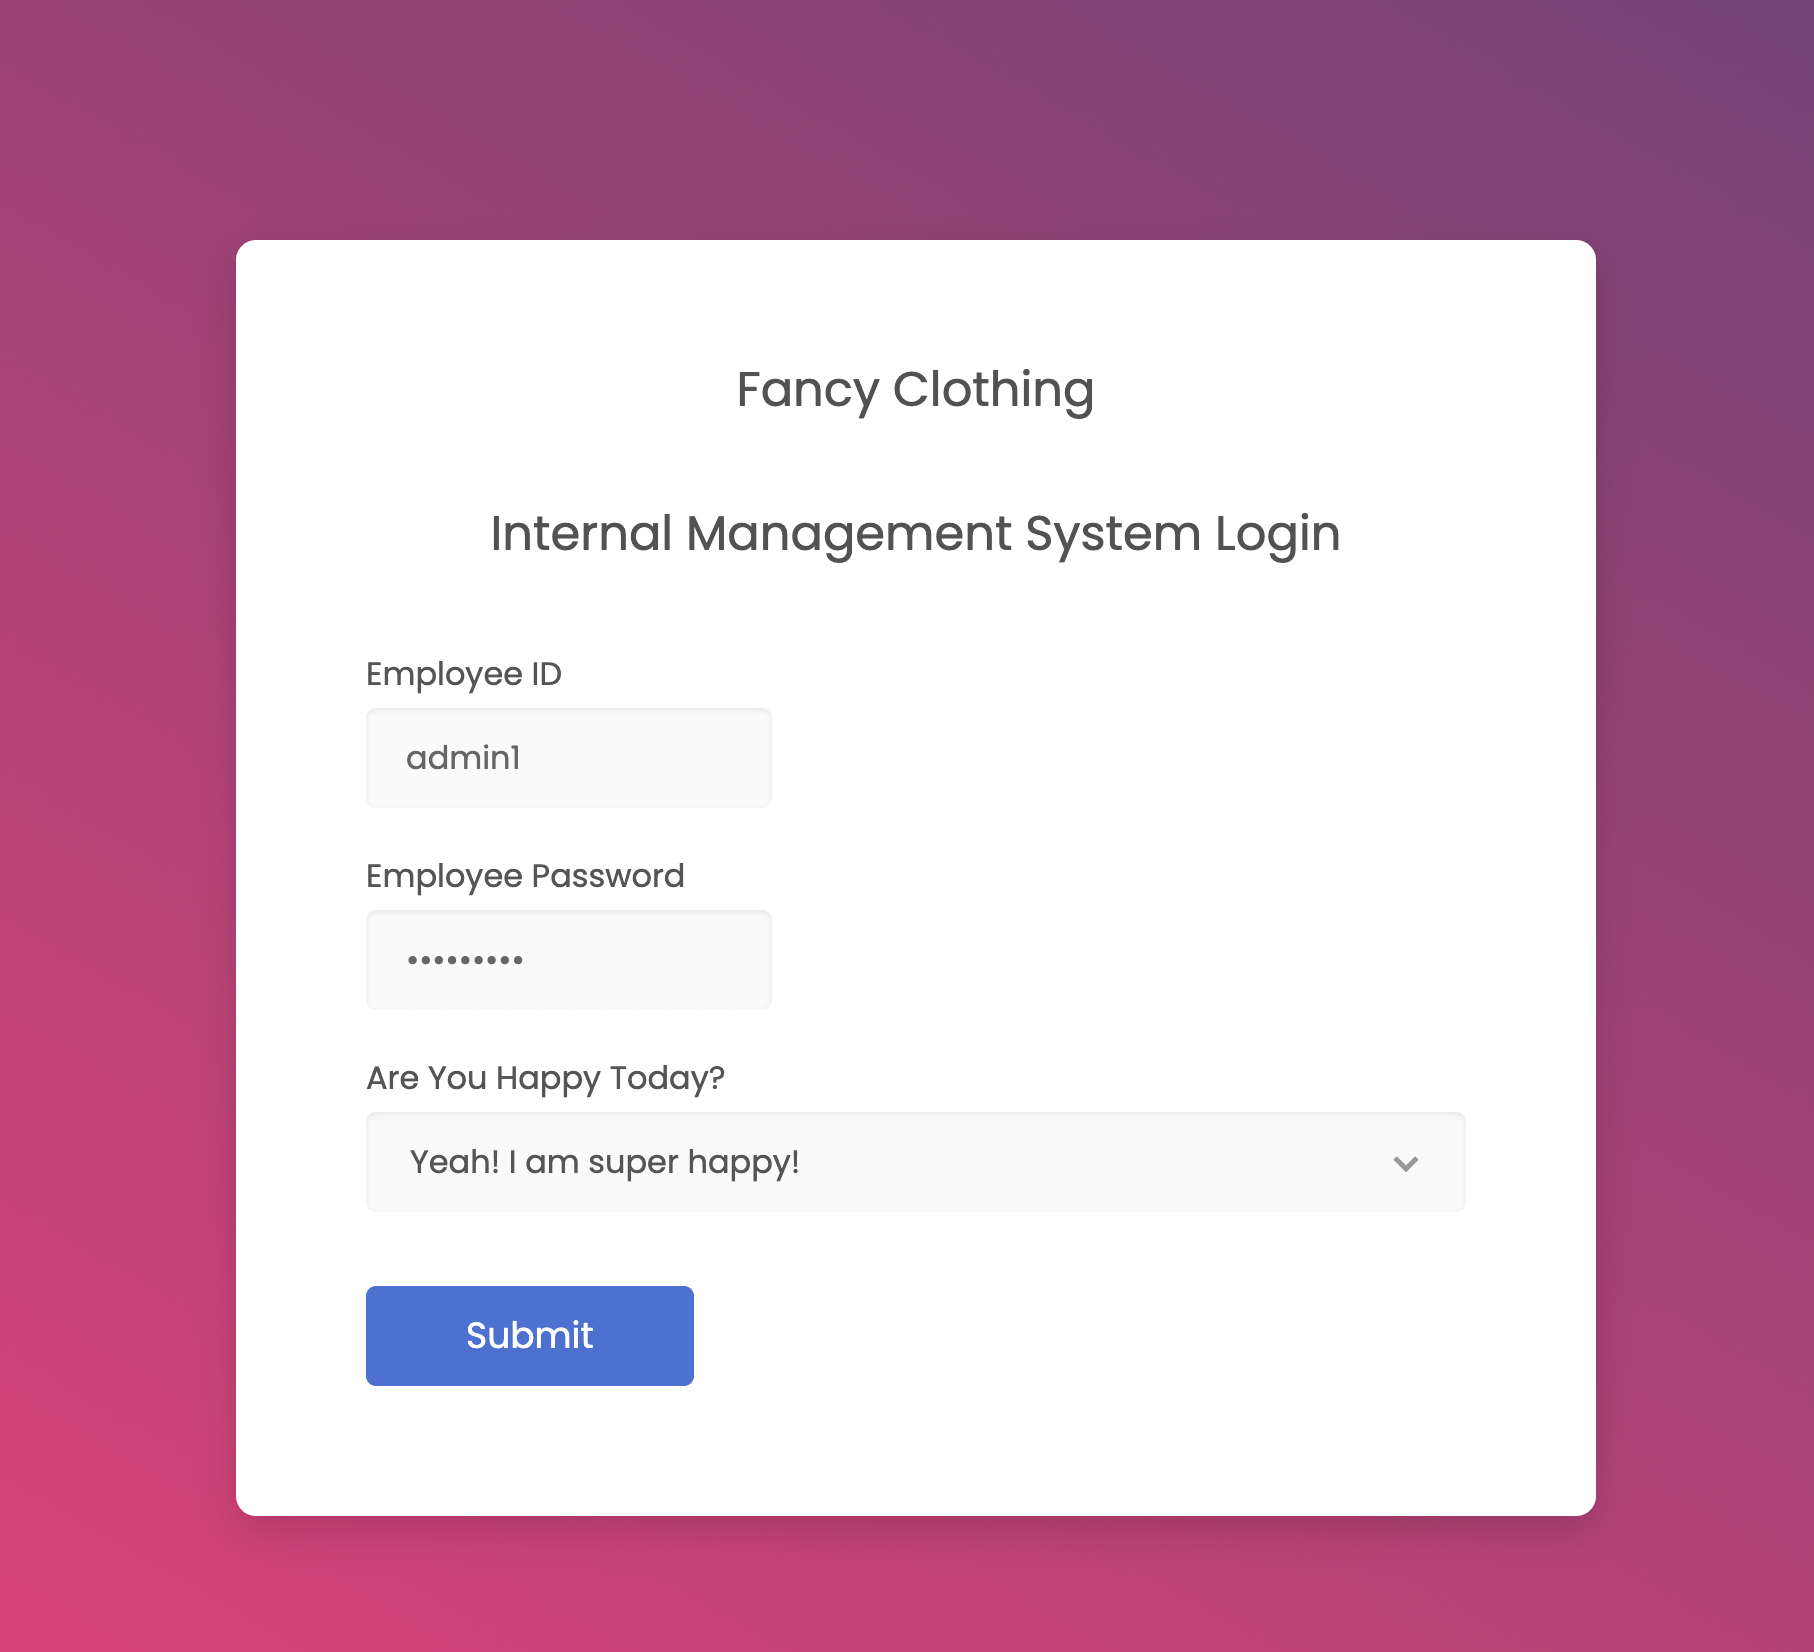 Fancy Clothing
Internal Management System Login
Employee ID
admin1
Employee Password
•••••••••
Are You Happy Today?
Yeah! I am super happy!
Submit